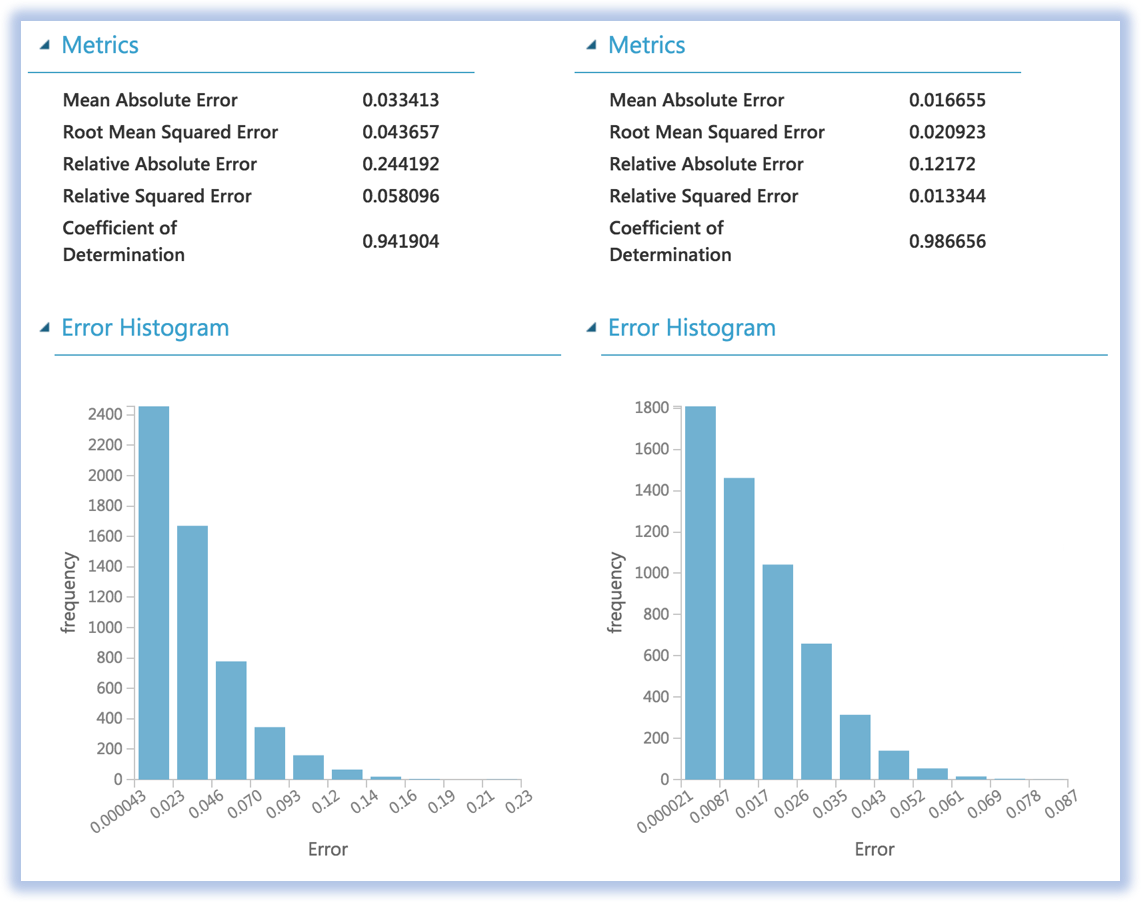 Metrics
Mean Absolute Error 0.033413
Root Mean Squared Error 0.043657
Relative Absolute Error 0.244192
Relative Squared Error 0.058096
Coefficient of
Determination 0.941904
Error Histogram
2400
2200
2000
1800
1600
1400
1200
1000
800
600
400
200
0
frequency
0.000043 0.023 0.046 0.070 0.093 0.12 0.14 0.16 0.19 0.21 0.23
Error
Metrics
Mean Absolute Error 0.016655
Root Mean Squared Error 0.020923
Relative Absolute Error 0.12172
Relative Squared Error 0.013344
Coefficient of
Determination 0.986656
Error Histogram
1800
1600
1400
1200
1000
800
600
400
200
0
frequency
0.000021 0.0087 0.017 0.026 0.035 0.043 0.052 0.061 0.069 0.078 0.087
Error